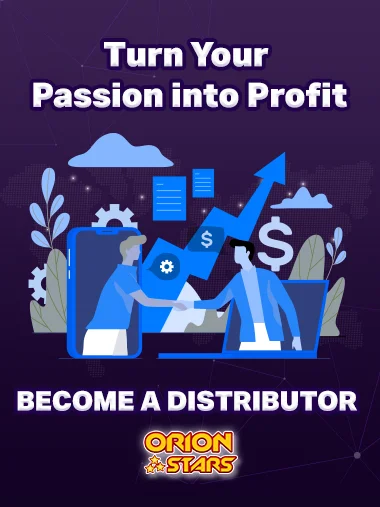 Turn Your
Passion into Profit
$
$
BECOME A DISTRIBUTOR
ORION
STARS